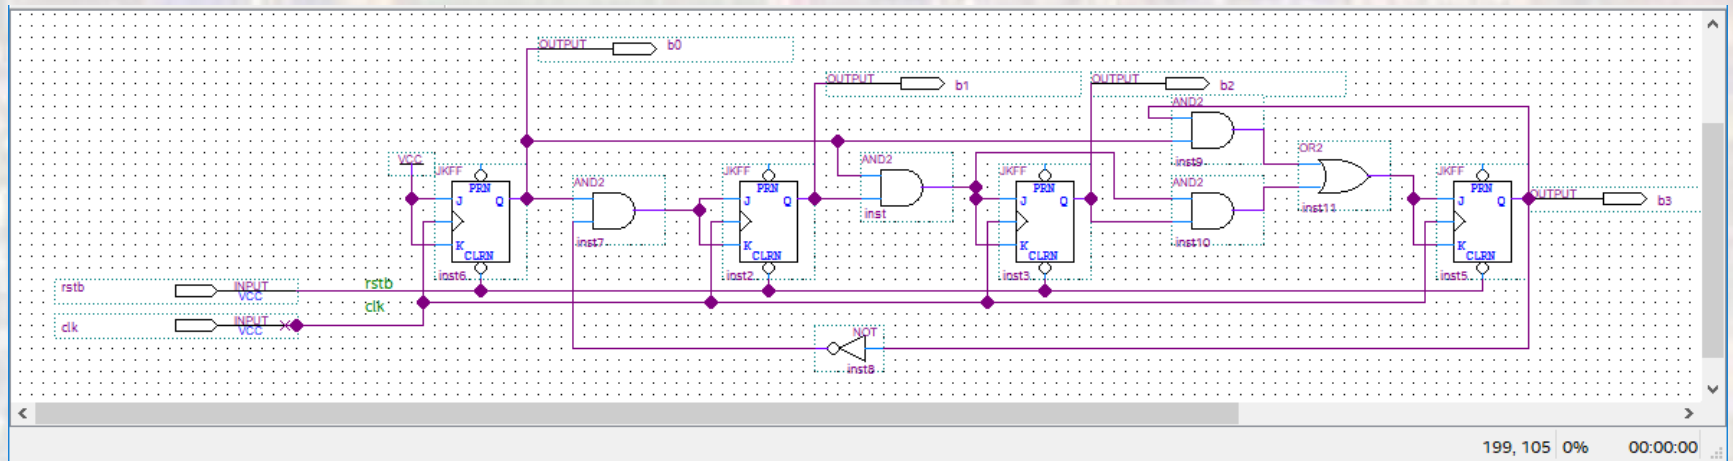 OUTPUT b0
OUTPUT b1
OUTPUT b2
AND2
inst9
OR2
inst11
VCC
JKFF
PRN
J Q
K
CLRN
inst6
AND2
inst7
JKFF
PRN
J Q
K
CLRN
inst2
AND2
inst
JKFF
PRN
J Q
K
CLRN
inst3
AND2
inst10
JKFF
PRN
J Q
K
CLRN
inst5
OUTPUT b3
rstb INPUT
VCC
rstb
clk
clk INPUT
VCC
NOT
inst8
199, 105 0% 00:00:00